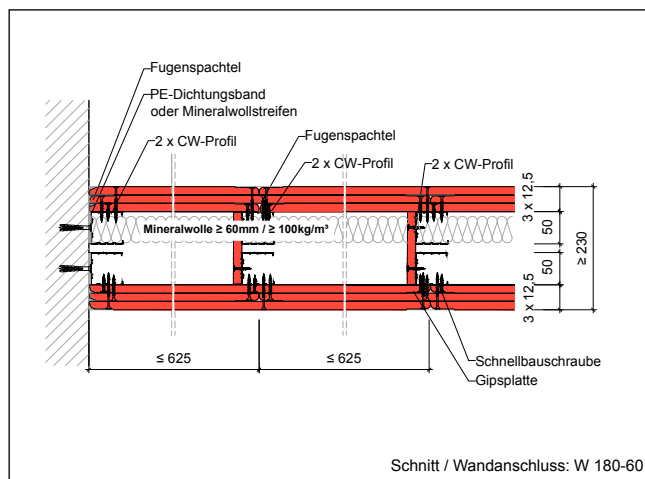 Fugenspachtel
PE-Dichtungsband
oder Mineralwollstreifen
2 x CW-Profil
Fugenspachtel
2 x CW-Profil
2 x CW-Profil
Mineralwolle ≥ 60mm / ≥ 100kg/m³
3 x 12,5
50
50
3 x 12,5
≥ 230
≤ 625
≤ 625
Schnellbauschraube
Gipsplatte
Schnitt / Wandanschluss: W 180-60